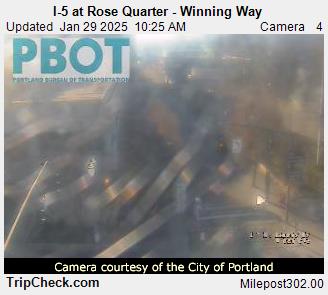 I-5 at Rose Quarter - Winning Way
Updated Jan 29 2025 10:25 AM Camera 4
PBOT
PORTLAND BUREAU OF TRANSPORTATION
Camera courtesy of the City of Portland
TripCheck.com Milepost302.00